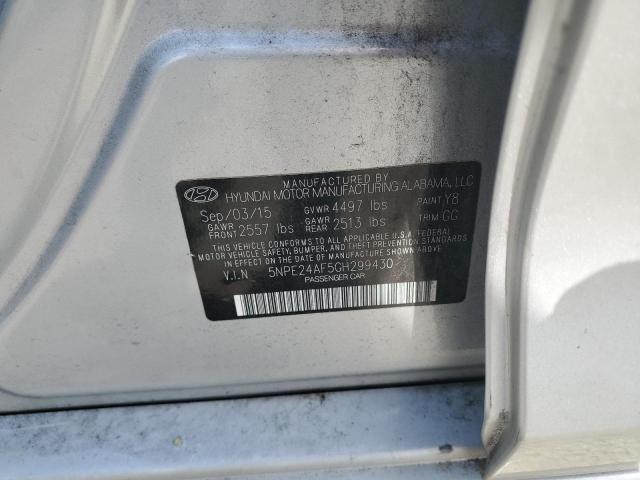 MANUFACTURED BY
HYUNDAI MOTOR MANUFACTURING ALABAMA, LLC
Sep/03/15 GVWR 4497 lbs PAINT Y8
GAWR FRONT 2557 lbs GAWR REAR 2513 lbs TRIM GG
THIS VEHICLE CONFORMS TO ALL APPLICABLE U.S.A FEDERAL
MOTOR VEHICLE SAFETY, BUMPER, AND THEFT PREVENTION
STANDARDS IN EFFECT ON THE DATE OF MANUFACTURE SHOWN ABOVE
V.I.N 5NPE24AF5GH299430
PASSENGER CAR